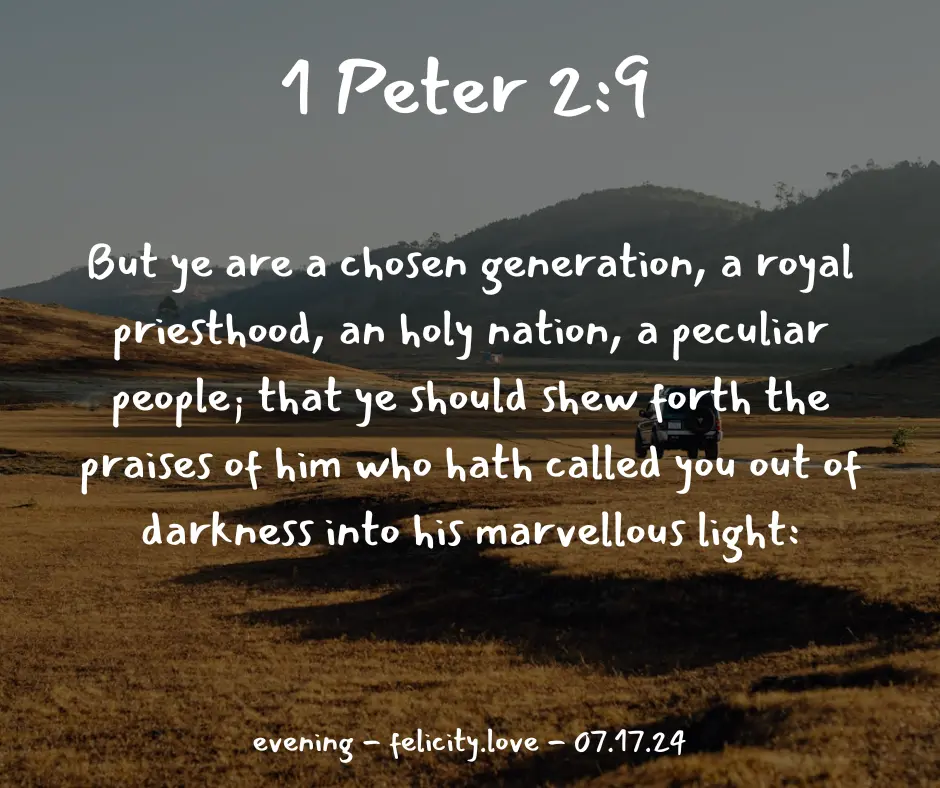 1 Peter 2:9
But ye are a chosen generation, a royal
priesthood, an holy nation, a peculiar
people; that ye should shew forth the
praises of him who hath called you out of
darkness into his marvellous light:
evening - felicity.love - 07.17.24